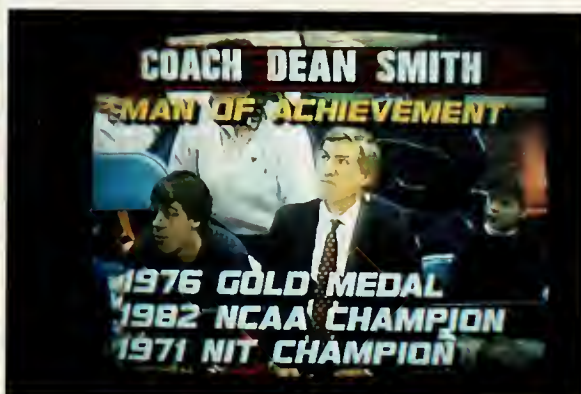 COACH DEAN SMITH
MAN OF ACHIEVEMENT
1976 GOLD MEDAL
1982 NCAA CHAMPION
1971 NIT CHAMPION